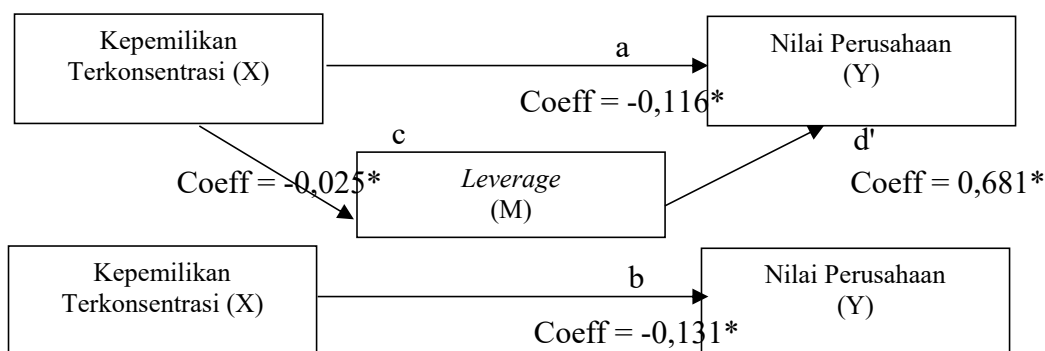 Kepemilikan
Terkonsentrasi (X)
a
Nilai Perusahaan
(Y)
Coeff = -0,116*
c
d'
Coeff = -0,025*
Leverage
(M)
Coeff = 0,681*
Kepemilikan
Terkonsentrasi (X)
b
Nilai Perusahaan
(Y)
Coeff = -0,131*